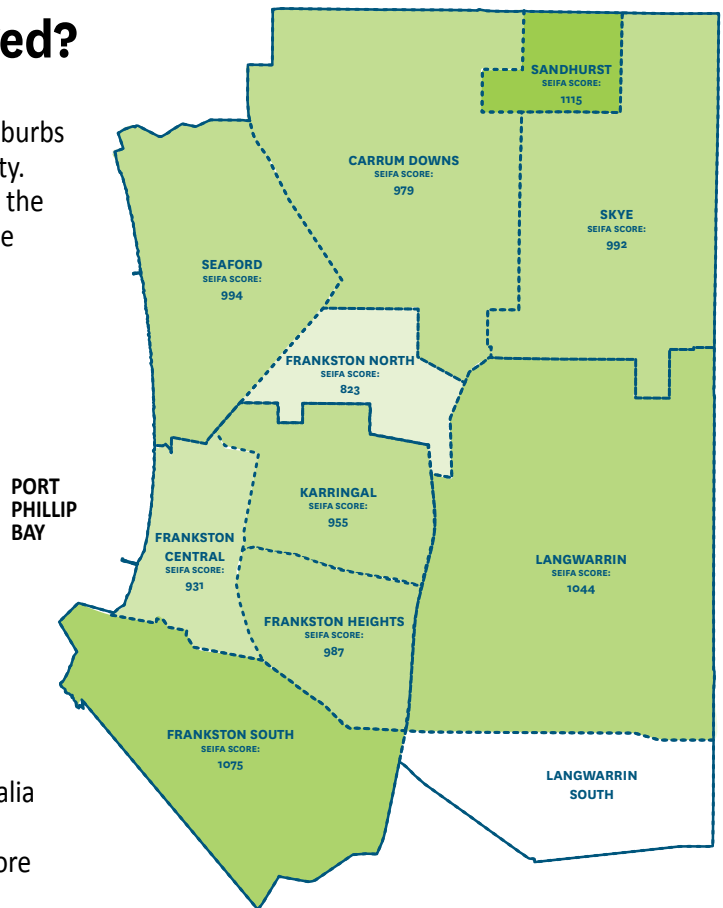 ed?
burbs
ty.
the
e
SANDHURST
SEIFA SCORE:
1115
CARRUM DOWNS
SEIFA SCORE:
979
SKYE
SEIFA SCORE:
992
SEAFORD
SEIFA SCORE:
994
FRANKSTON NORTH
SEIFA SCORE:
823
PORT
PHILLIP
BAY
KARRINGAL
SEIFA SCORE:
955
FRANKSTON
CENTRAL
SEIFA SCORE:
931
LANGWARRIN
SEIFA SCORE:
1044
FRANKSTON HEIGHTS
SEIFA SCORE:
987
FRANKSTON SOUTH
SEIFA SCORE:
1075
LANGWARRIN
SOUTH
alia
ore